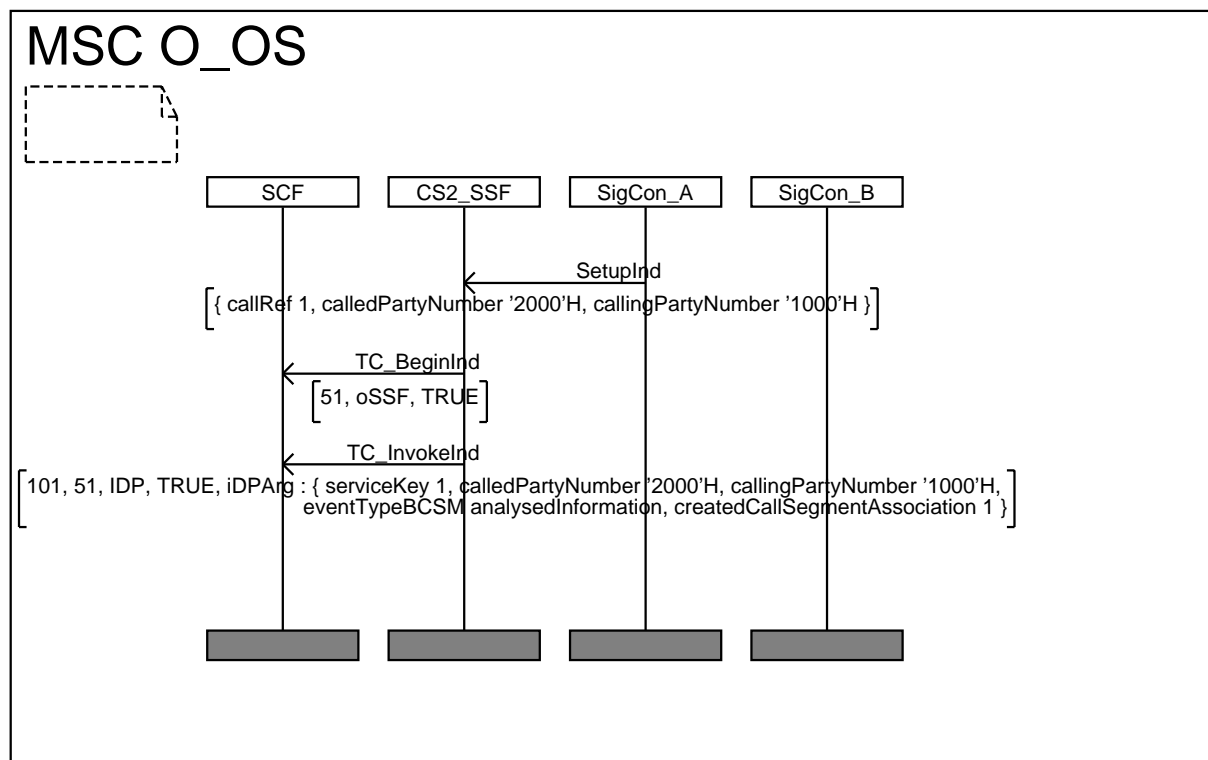 MSC O_OS
SCF
CS2_SSF
SigCon_A
SigCon_B
SetupInd
{ callRef 1, calledPartyNumber ’2000’H, callingPartyNumber ’1000’H }
TC_BeginInd
51, oSSF, TRUE
TC_InvokeInd
101, 51, IDP, TRUE, iDPArg : { serviceKey 1, calledPartyNumber ’2000’H, callingPartyNumber ’1000’H,
eventTypeBCSM analysedInformation, createdCallSegmentAssociation 1 }